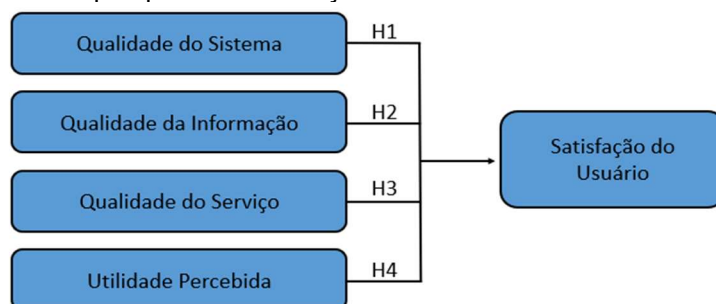 Qualidade do Sistema
H1
Qualidade da Informação
H2
Qualidade do Serviço
H3
Utilidade Percebida
H4
Satisfação do
Usuário